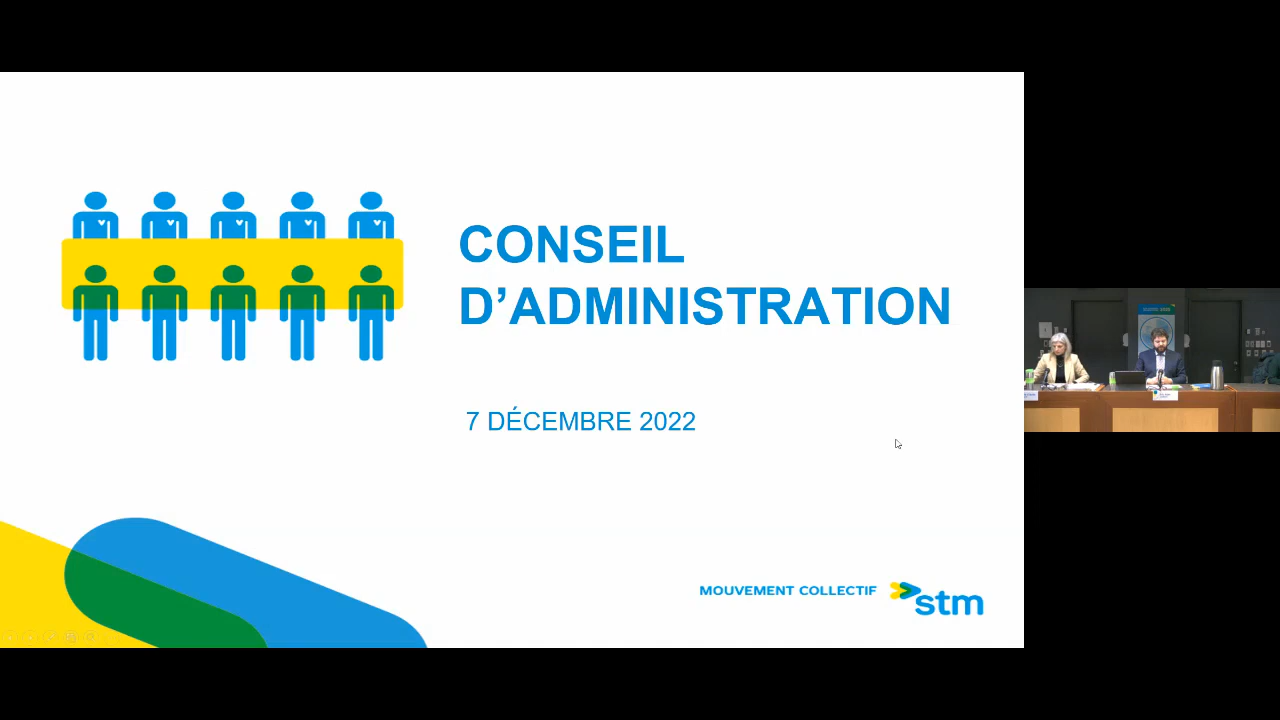 CONSEIL
D’ADMINISTRATION
7 DÉCEMBRE 2022
MOUVEMENT COLLECTIF
stm